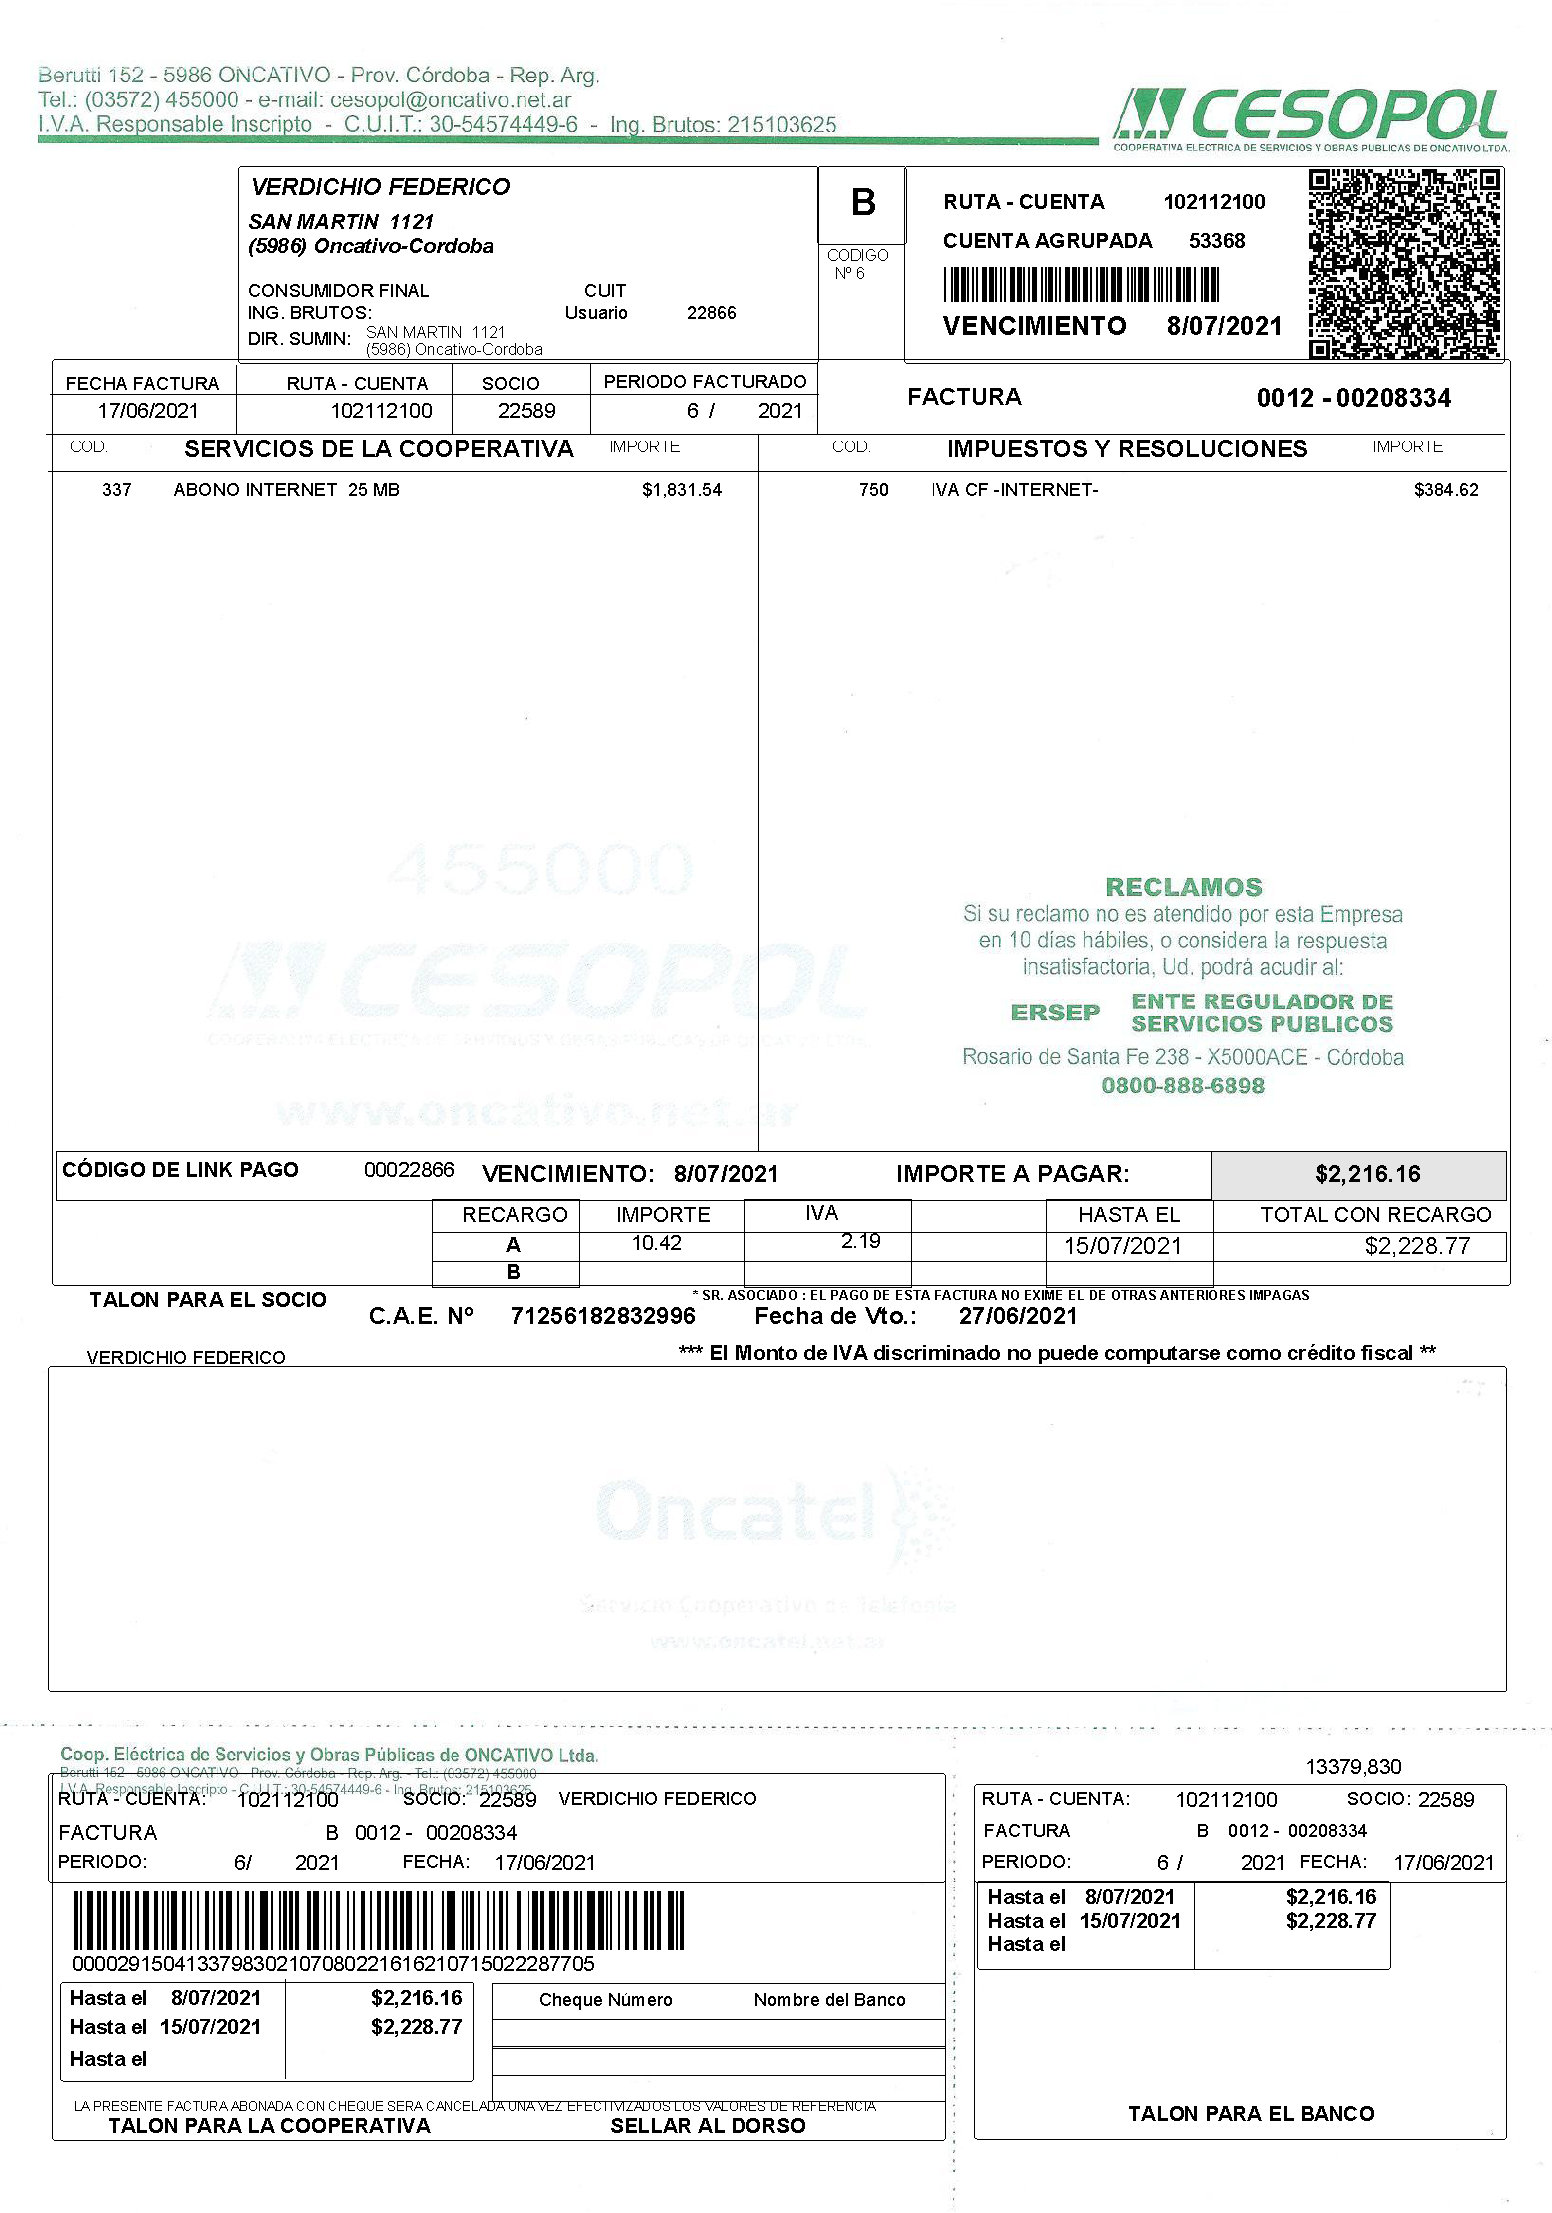 Berutti 152 - 5986 ONCATIVO - Prov. Córdoba - Rep. Arg.
Tel.: (03572) 455000 - e-mail: cesopol@oncativo.net.ar
I.V.A. Responsable Inscripto - C.U.I.T.: 30-54574449-6 - Ing. Brutos: 215103625
CESOPOL
COOPERATIVA ELECTRICA DE SERVICIOS Y OBRAS PUBLICAS DE ONCATIVO LTDA.
VERDICHIO FEDERICO
SAN MARTIN 1121
(5986) Oncativo-Cordoba
CONSUMIDOR FINAL CUIT
ING. BRUTOS: Usuario 22866
DIR. SUMIN: SAN MARTIN 1121
(5986) Oncativo-Cordoba
B
CODIGO
Nº 6
RUTA - CUENTA 102112100
CUENTA AGRUPADA 53368
VENCIMIENTO 8/07/2021
FECHA FACTURA RUTA - CUENTA SOCIO PERIODO FACTURADO
17/06/2021 102112100 22589 6 / 2021
FACTURA 0012 - 00208334
COD. SERVICIOS DE LA COOPERATIVA IMPORTE COD. IMPUESTOS Y RESOLUCIONES IMPORTE
337 ABONO INTERNET 25 MB $1,831.54 750 IVA CF -INTERNET- $384.62
455000
CESOPOL
www.oncativo.net.ar
RECLAMOS
Si su reclamo no es atendido por esta Empresa
en 10 días hábiles, o considera la respuesta
insatisfactoria, Ud. podrá acudir al:
ERSEP ENTE REGULADOR DE
SERVICIOS PUBLICOS
Rosario de Santa Fe 238 - X5000ACE - Córdoba
0800-888-6898
CÓDIGO DE LINK PAGO 00022866 VENCIMIENTO: 8/07/2021 IMPORTE A PAGAR: $2,216.16
RECARGO IMPORTE IVA HASTA EL TOTAL CON RECARGO
A 10.42 2.19 15/07/2021 $2,228.77
B
TALON PARA EL SOCIO
* SR. ASOCIADO : EL PAGO DE ESTA FACTURA NO EXIME EL DE OTRAS ANTERIORES IMPAGAS
C.A.E. Nº 71256182832996 Fecha de Vto.: 27/06/2021
VERDICHIO FEDERICO
*** El Monto de IVA discriminado no puede computarse como crédito fiscal **
Oncatel
Servicio Cooperativo de Telefonía
www.oncatel.net.ar
Coop. Eléctrica de Servicios y Obras Públicas de ONCATIVO Ltda.
Berutti 152 - 5986 ONCATIVO - Prov. Córdoba - Rep. Arg. - Tel.: (03572) 455000
I.V.A. Responsable Inscripto - C.U.I.T.: 30-54574449-6 - Ing. Brutos: 215103625
RUTA - CUENTA: 102112100 SOCIO: 22589 VERDICHIO FEDERICO
FACTURA B 0012 - 00208334
PERIODO: 6/ 2021 FECHA: 17/06/2021
0000291504133798302107080221616210715022287705
Hasta el 8/07/2021 $2,216.16
Hasta el 15/07/2021 $2,228.77
Hasta el
Cheque Número Nombre del Banco
LA PRESENTE FACTURA ABONADA CON CHEQUE SERA CANCELADA UNA VEZ EFECTIVIZADOS LOS VALORES DE REFERENCIA
TALON PARA LA COOPERATIVA SELLAR AL DORSO
13379,830
RUTA - CUENTA: 102112100 SOCIO: 22589
FACTURA B 0012 - 00208334
PERIODO: 6 / 2021 FECHA: 17/06/2021
Hasta el 8/07/2021 $2,216.16
Hasta el 15/07/2021 $2,228.77
Hasta el
TALON PARA EL BANCO